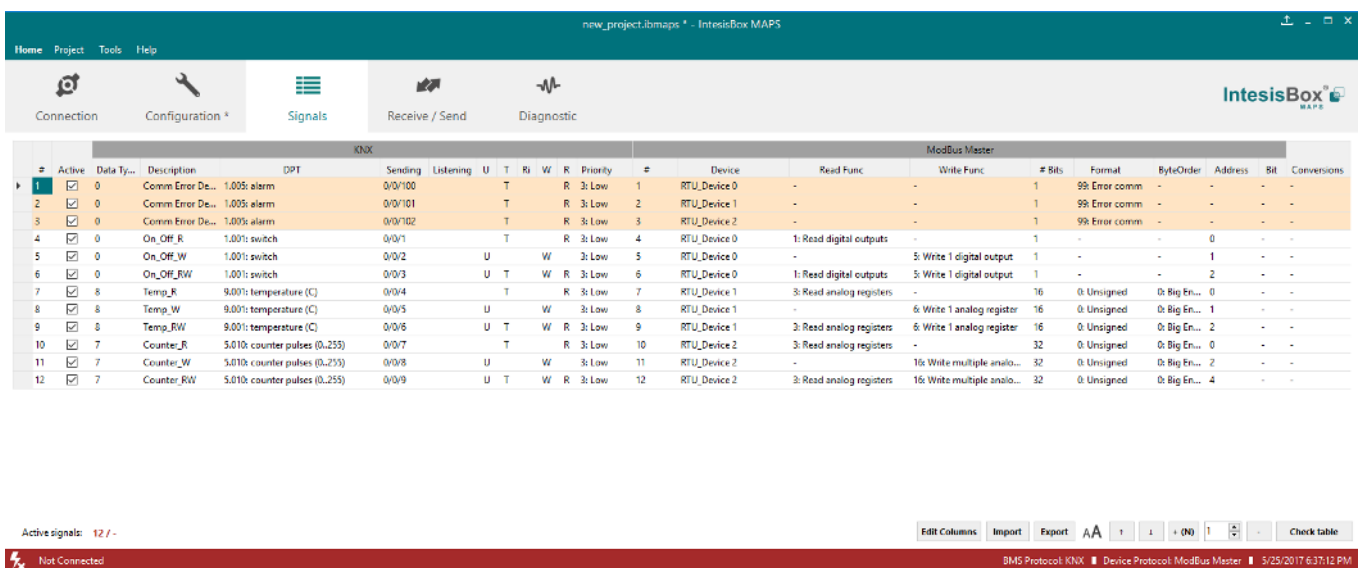 new_project.ibmaps * - IntesisBox MAPS
Home Project Tools Help
Connection Configuration * Signals Receive / Send Diagnostic
IntesisBox® MAPS
KNX ModBus Master
# Active Data Ty... Description DPT Sending Listening U T Ri W R Priority # Device Read Func Write Func # Bits Format ByteOrder Address Bit Conversions
1 0 Comm Error De... 1.005: alarm 0/0/100 T R 3: Low 1 RTU_Device 0 - - 1 99: Error comm - - - -
2 0 Comm Error De... 1.005: alarm 0/0/101 T R 3: Low 2 RTU_Device 1 - - 1 99: Error comm - - - -
3 0 Comm Error De... 1.005: alarm 0/0/102 T R 3: Low 3 RTU_Device 2 - - 1 99: Error comm - - - -
4 0 On_Off_R 1.001: switch 0/0/1 T R 3: Low 4 RTU_Device 0 1: Read digital outputs - 1 - - 0 - -
5 0 On_Off_W 1.001: switch 0/0/2 U W 3: Low 5 RTU_Device 0 - 5: Write 1 digital output 1 - - 1 - -
6 0 On_Off_RW 1.001: switch 0/0/3 U T W R 3: Low 6 RTU_Device 0 1: Read digital outputs 5: Write 1 digital output 1 - - 2 - -
7 8 Temp_R 9.001: temperature (C) 0/0/4 T R 3: Low 7 RTU_Device 1 3: Read analog registers - 16 0: Unsigned 0: Big En... 0 - -
8 8 Temp_W 9.001: temperature (C) 0/0/5 U W 3: Low 8 RTU_Device 1 - 6: Write 1 analog register 16 0: Unsigned 0: Big En... 1 - -
9 8 Temp_RW 9.001: temperature (C) 0/0/6 U T W R 3: Low 9 RTU_Device 1 3: Read analog registers 6: Write 1 analog register 16 0: Unsigned 0: Big En... 2 - -
10 7 Counter_R 5.010: counter pulses (0..255) 0/0/7 T R 3: Low 10 RTU_Device 2 3: Read analog registers - 32 0: Unsigned 0: Big En... 0 - -
11 7 Counter_W 5.010: counter pulses (0..255) 0/0/8 U W 3: Low 11 RTU_Device 2 - 16: Write multiple analo... 32 0: Unsigned 0: Big En... 2 - -
12 7 Counter_RW 5.010: counter pulses (0..255) 0/0/9 U T W R 3: Low 12 RTU_Device 2 3: Read analog registers 16: Write multiple analo... 32 0: Unsigned 0: Big En... 4 - -
Active signals: 12 / - Edit Columns Import Export AA ↑ ↓ + (N) 1 - Check table
Not Connected BMS Protocol: KNX Device Protocol: ModBus Master 5/25/2017 6:37:12 PM